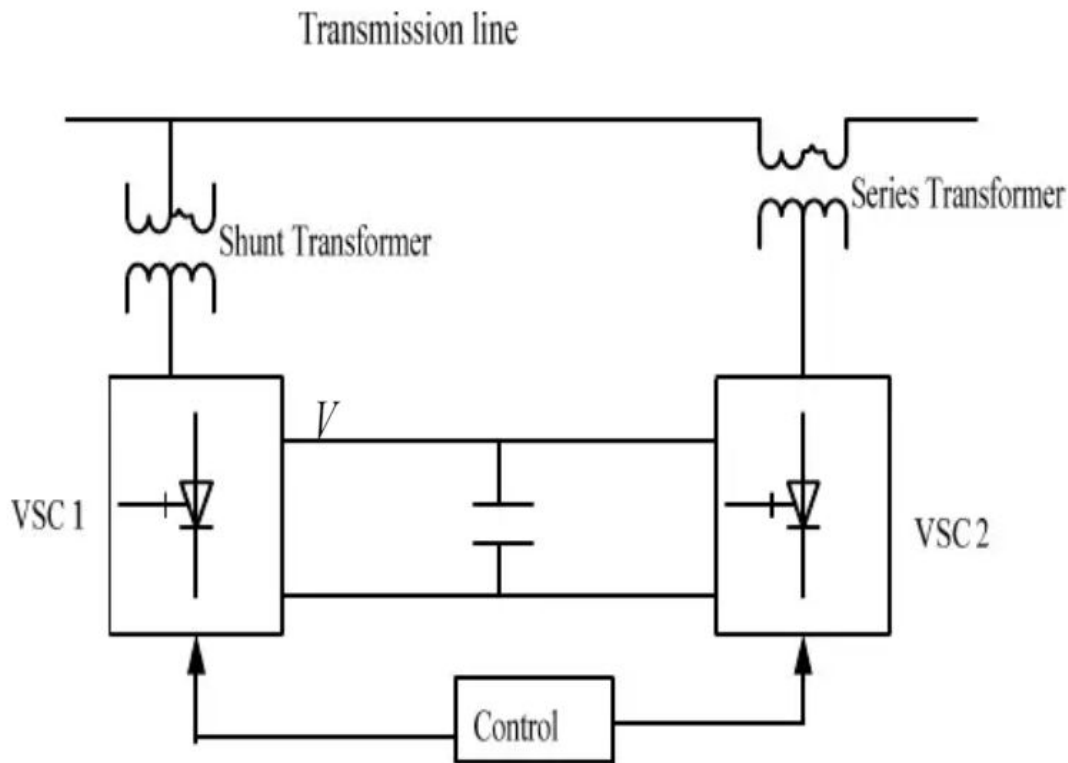 Transmission line
Series Transformer
Shunt Transformer
V
VSC 1
VSC 2
Control